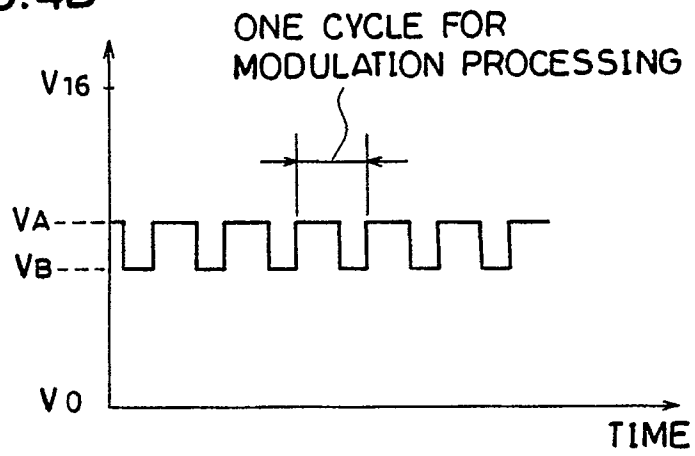 ONE CYCLE FOR
MODULATION PROCESSING
V16
VA
VB
V0
TIME